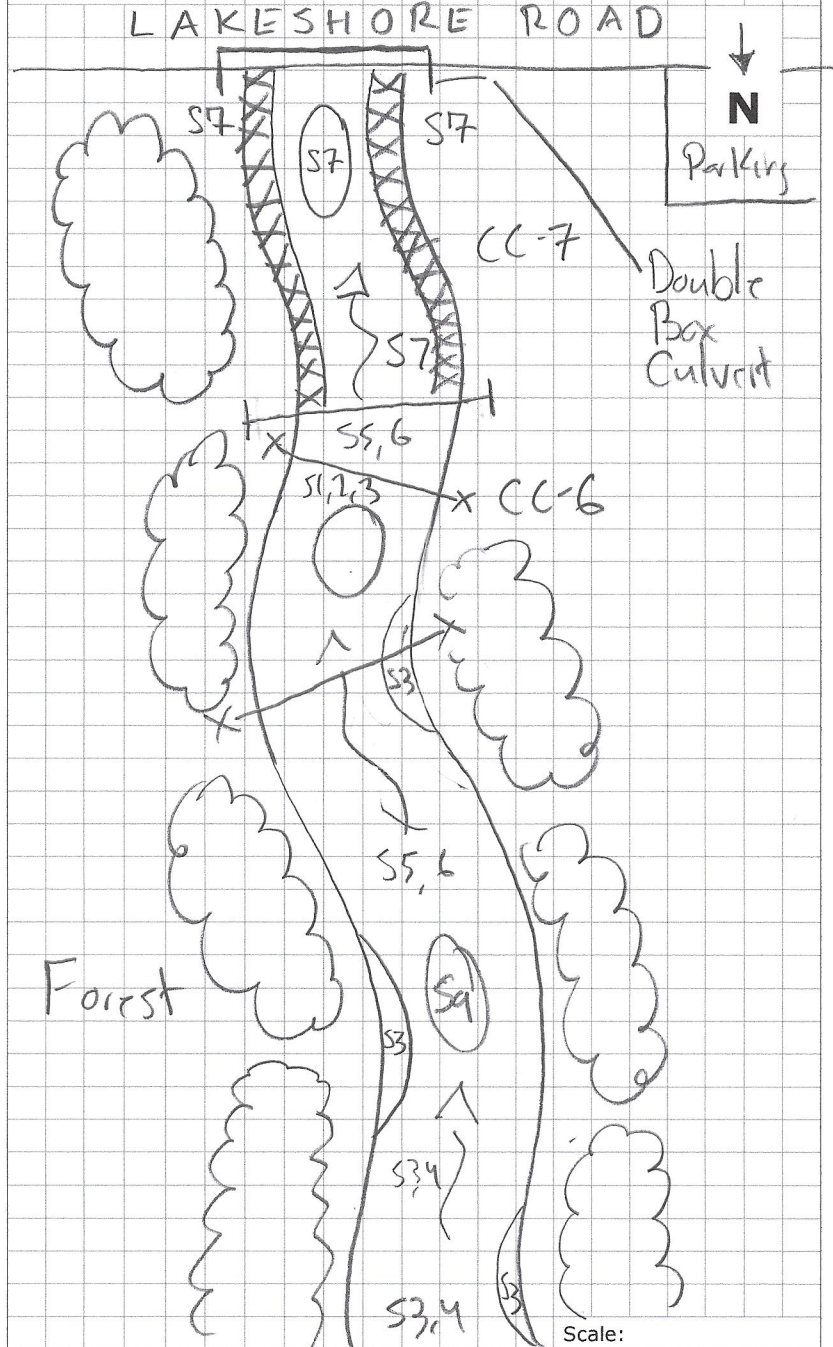 LAKESHORE ROAD
N
Parking
S7
S7
S7
CC-7
S7
Double
Box
Culvert
S5,6
S1,2,3
CC-6
S3
S5,6
Forest
S3
S3,4
S3,4
S3
Scale: